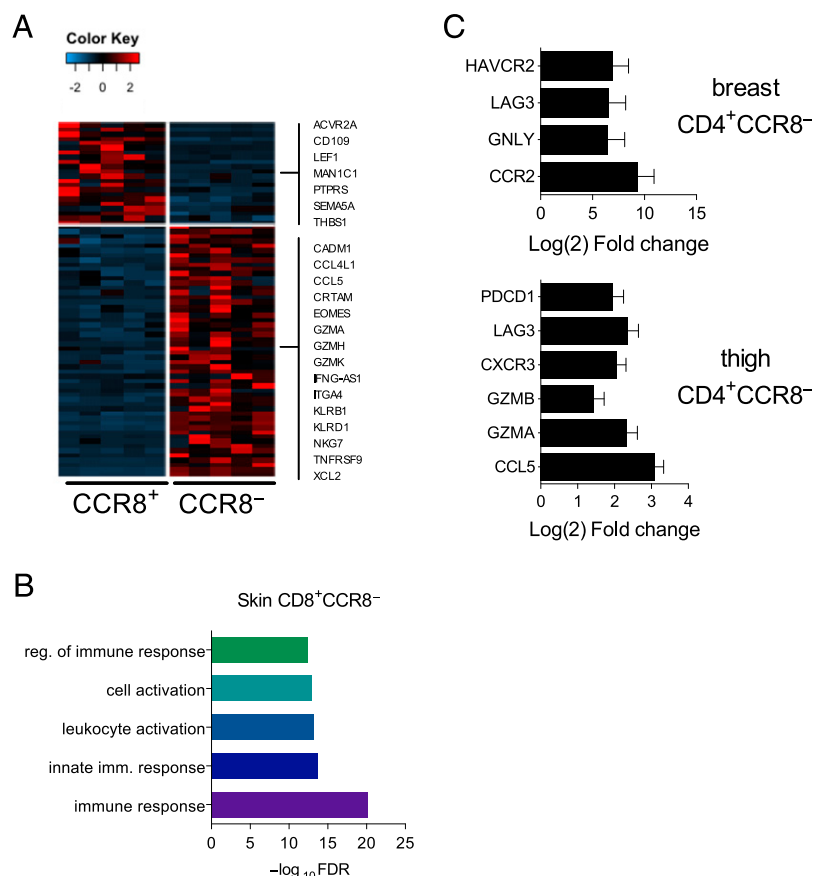 A
Color Key
-2 0 2
ACVR2A
CD109
LEF1
MAN1C1
PTPRS
SEMA5A
THBS1
CADM1
CCL4L1
CCL5
CRTAM
EOMES
GZMA
GZMH
GZMK
IFNG-AS1
ITGA4
KLRB1
KLRD1
NKG7
TNFRSF9
XCL2
CCR8+ CCR8−
B
Skin CD8+CCR8−
reg. of immune response
cell activation
leukocyte activation
innate imm. response
immune response
0 5 10 15 20 25
−log10FDR
C
HAVCR2
LAG3
GNLY
CCR2
0 5 10 15
Log(2) Fold change
breast
CD4+CCR8−
PDCD1
LAG3
CXCR3
GZMB
GZMA
CCL5
0 1 2 3 4
Log(2) Fold change
thigh
CD4+CCR8−